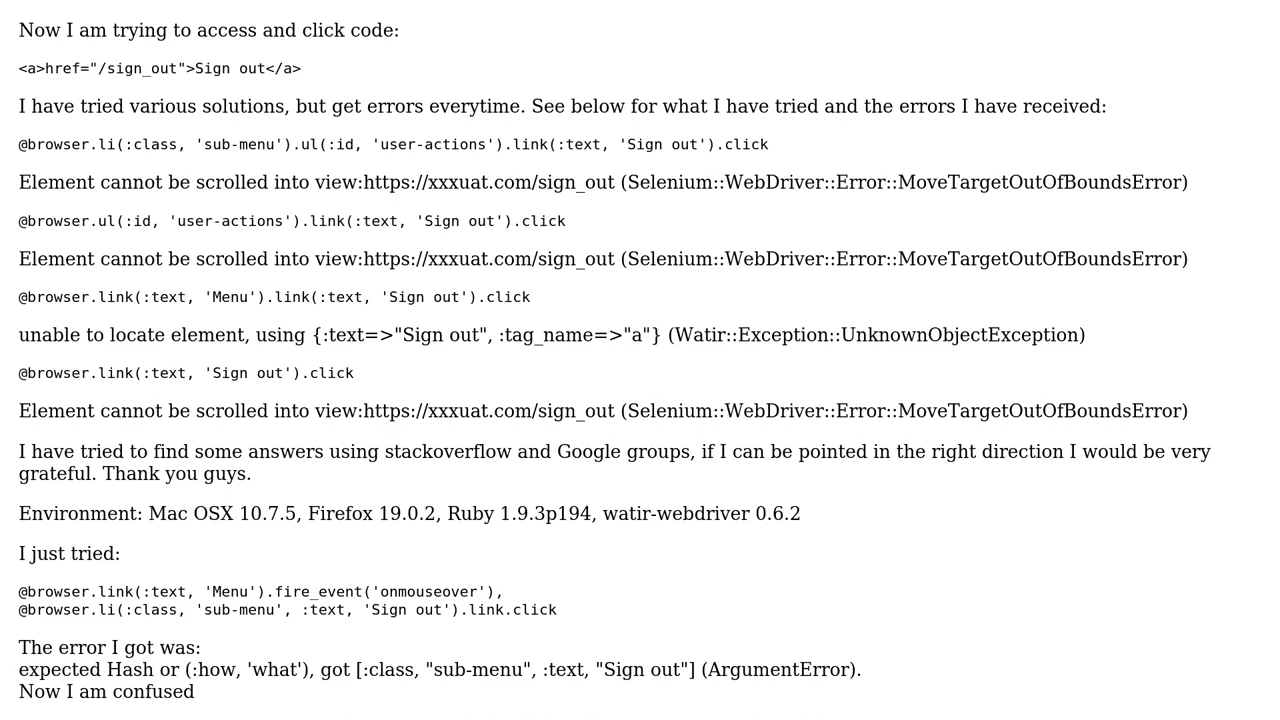 Now I am trying to access and click code:
<a>href="/sign_out">Sign out</a>
I have tried various solutions, but get errors everytime. See below for what I have tried and the errors I have received:
@browser.li(:class, 'sub-menu').ul(:id, 'user-actions').link(:text, 'Sign out').click
Element cannot be scrolled into view:https://xxxuat.com/sign_out (Selenium::WebDriver::Error::MoveTargetOutOfBoundsError)
@browser.ul(:id, 'user-actions').link(:text, 'Sign out').click
Element cannot be scrolled into view:https://xxxuat.com/sign_out (Selenium::WebDriver::Error::MoveTargetOutOfBoundsError)
@browser.link(:text, 'Menu').link(:text, 'Sign out').click
unable to locate element, using {:text=>"Sign out", :tag_name=>"a"} (Watir::Exception::UnknownObjectException)
@browser.link(:text, 'Sign out').click
Element cannot be scrolled into view:https://xxxuat.com/sign_out (Selenium::WebDriver::Error::MoveTargetOutOfBoundsError)
I have tried to find some answers using stackoverflow and Google groups, if I can be pointed in the right direction I would be very
grateful. Thank you guys.
Environment: Mac OSX 10.7.5, Firefox 19.0.2, Ruby 1.9.3p194, watir-webdriver 0.6.2
I just tried:
@browser.link(:text, 'Menu').fire_event('onmouseover'),
@browser.li(:class, 'sub-menu', :text, 'Sign out').link.click
The error I got was:
expected Hash or (:how, 'what'), got [:class, "sub-menu", :text, "Sign out"] (ArgumentError).
Now I am confused